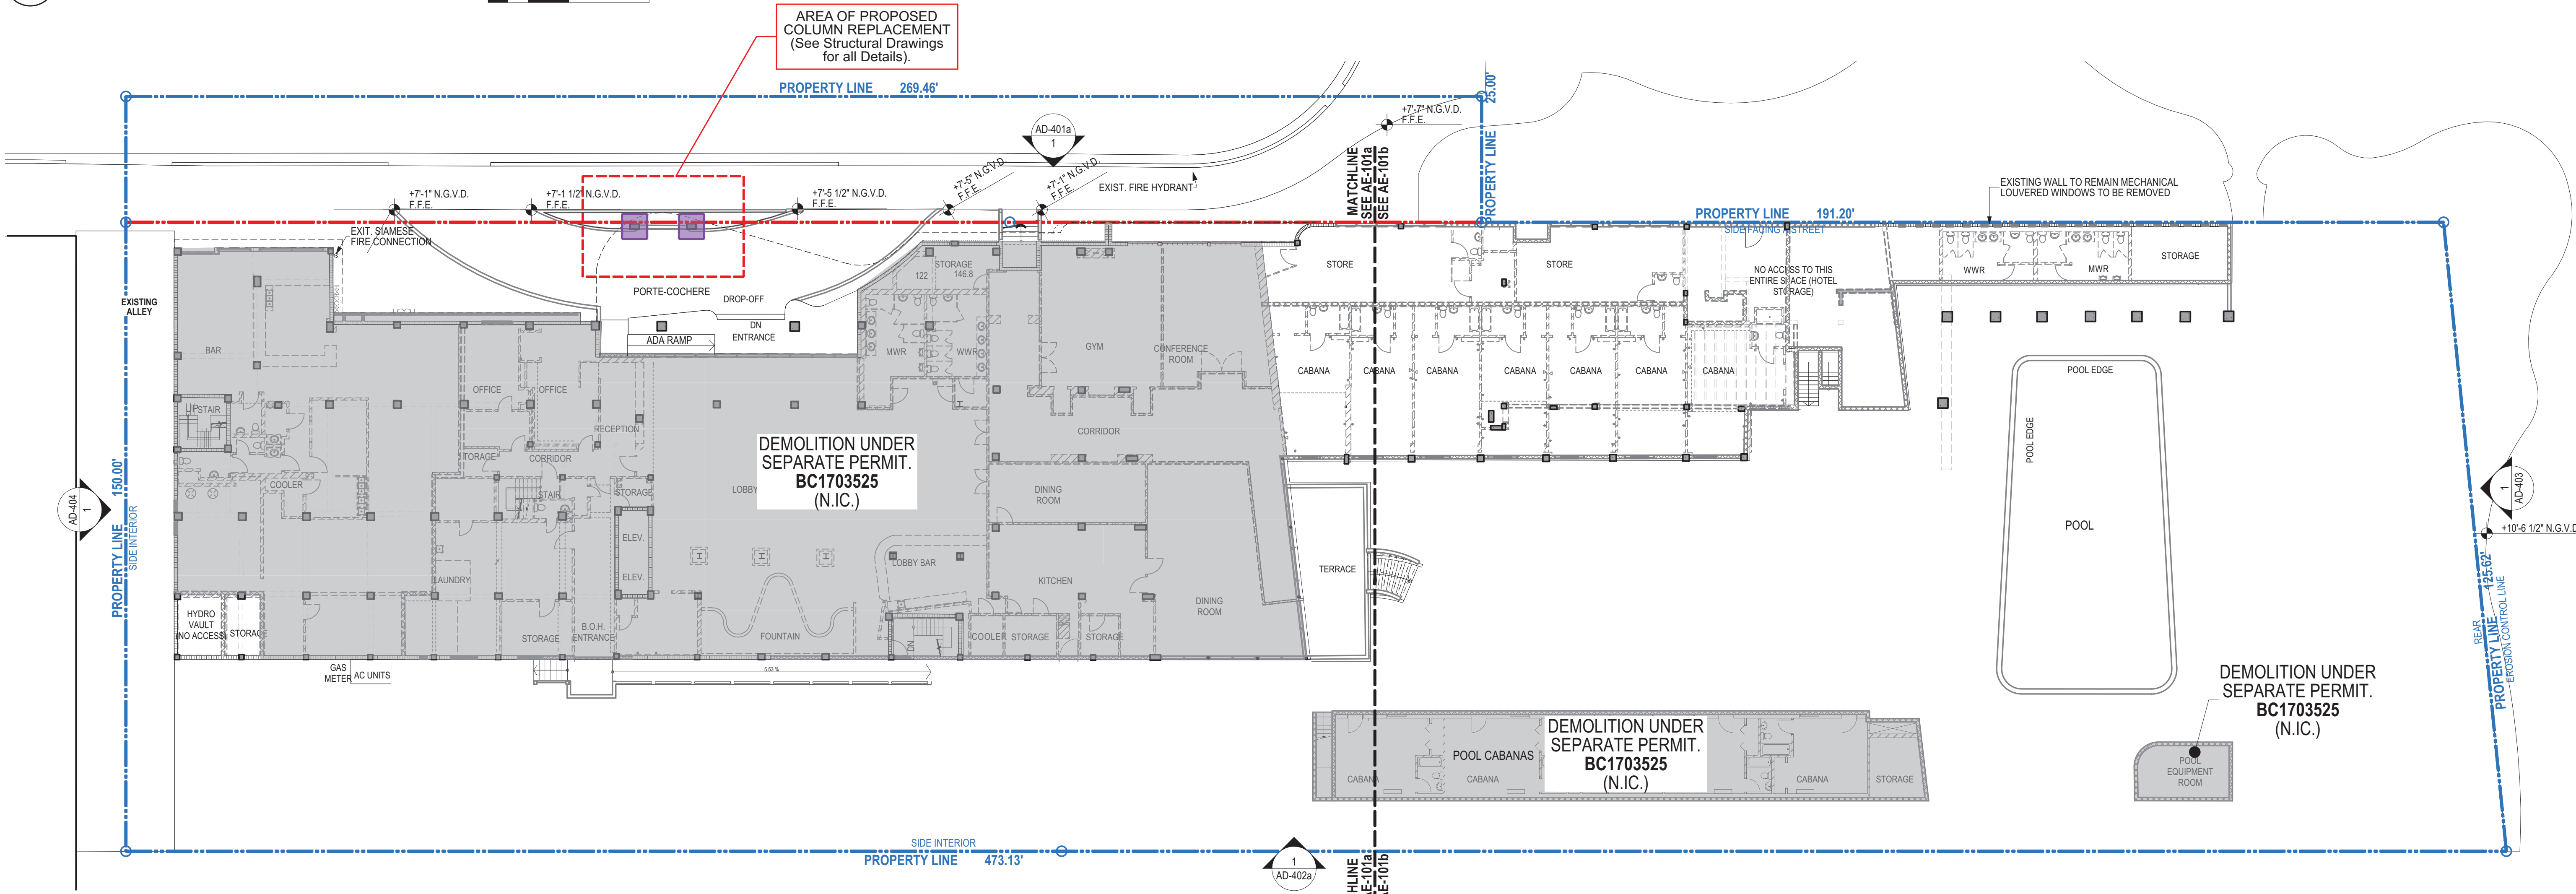 AREA OF PROPOSED
COLUMN REPLACEMENT
(See Structural Drawings
for all Details).
PROPERTY LINE 269.46'
25.00'
PROPERTY LINE
+7'-7" N.G.V.D.
F.F.E.
AD-401a
1
+7'-1" N.G.V.D.
F.F.E.
+7'-1 1/2" N.G.V.D.
F.F.E.
+7'-5 1/2" N.G.V.D.
F.F.E.
+7'-5" N.G.V.D.
F.F.E.
+7'-1" N.G.V.D.
F.F.E.
EXIST. FIRE HYDRANT
MATCHLINE
SEE AE-101a
SEE AE-101b
EXISTING WALL TO REMAIN MECHANICAL
LOUVERED WINDOWS TO BE REMOVED
PROPERTY LINE 191.20'
SIDE FACING
STREET
EXIT. SIAMESE
FIRE CONNECTION
EXISTING
ALLEY
PORTE-COCHERE
DROP-OFF
DN
ENTRANCE
ADA RAMP
STORAGE
122
146.8
MWR
WWR
GYM
CONFERENCE
ROOM
STORE
STORE
NO ACCESS TO THIS
ENTIRE SPACE (HOTEL
STORAGE)
WWR
MWR
STORAGE
BAR
OFFICE
OFFICE
UP
STAIR
RECEPTION
CORRIDOR
TORAGE
CORRIDOR
CABANA
CABANA
CABANA
CABANA
CABANA
CABANA
CABANA
POOL EDGE
POOL EDGE
POOL
DEMOLITION UNDER
SEPARATE PERMIT.
BC1703525
(N.IC.)
COOLER
STAIR
STORAGE
LOBBY
DINING
ROOM
ELEV.
ELEV.
LAUNDRY
LOBBY BAR
KITCHEN
DINING
ROOM
TERRACE
HYDRO
VAULT
(NO ACCESS)
STORAG
STORAGE
B.O.H.
ENTRANCE
FOUNTAIN
DN
COOLER
STORAGE
STORAGE
GAS
METER
AC UNITS
5.53 %
PROPERTY LINE 150.00'
SIDE INTERIOR
AD-404
1
1
AD-403
+10'-6 1/2" N.G.V.D
REAR
PROPERTY LINE 125.62'
EROSION CONTROL LINE
DEMOLITION UNDER
SEPARATE PERMIT.
BC1703525
(N.IC.)
POOL
EQUIPMENT
ROOM
POOL CABANAS
DEMOLITION UNDER
SEPARATE PERMIT.
BC1703525
(N.IC.)
CABANA
CABANA
CABANA
STORAGE
SIDE INTERIOR
PROPERTY LINE 473.13'
1
AD-402a
HLINE
AE-101a
AE-101b